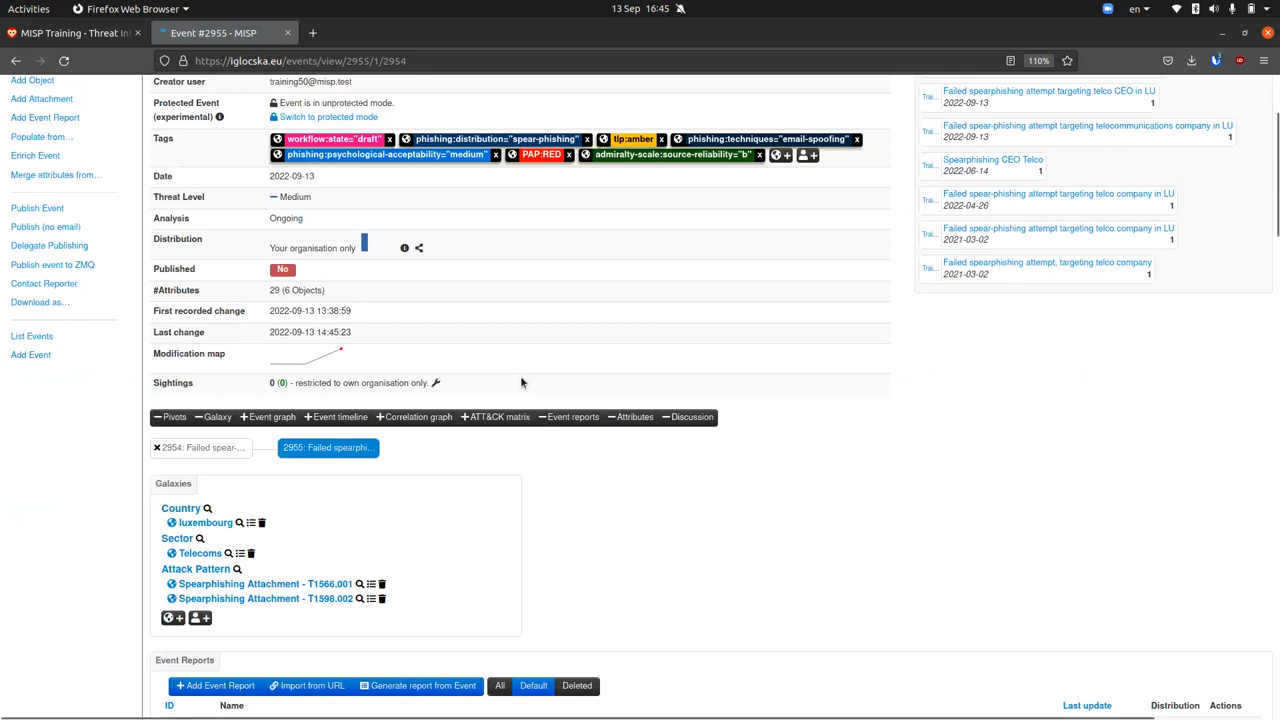 Activities
Firefox Web Browser
13 Sep 16:45
en
MISP Training - Threat In
Event #2955 - MISP
https://iglocska.eu/events/view/2955/1/2954
110%
Add Object
Add Attachment
Add Event Report
Populate from…
Enrich Event
Merge attributes from…
Publish Event
Publish (no email)
Delegate Publishing
Publish event to ZMQ
Contact Reporter
Download as…
List Events
Add Event
Creator user training50@misp.test
Protected Event (experimental) Event is in unprotected mode.
Switch to protected mode
Tags workflow:state="draft" x phishing:distribution="spear-phishing" x tlp:amber x phishing:techniques="email-spoofing" x
phishing:psychological-acceptability="medium" x PAP:RED x admiralty-scale:source-reliability="b" x
Date 2022-09-13
Threat Level Medium
Analysis Ongoing
Distribution Your organisation only
Published No
#Attributes 29 (6 Objects)
First recorded change 2022-09-13 13:38:59
Last change 2022-09-13 14:45:23
Modification map
Sightings 0 (0) - restricted to own organisation only.
Trai... Failed spearphishing attempt targeting telco CEO in LU
2022-09-13 1
Trai... Failed spearphishing attempt targeting telecommunications company in LU
2022-09-13 1
Trai... Spearphishing CEO Telco
2022-06-14 1
Trai... Failed spear-phishing attempt targeting telco company in LU
2022-04-26 1
Trai... Failed spear-phishing attempt targeting telco company in LU
2021-03-02 1
Trai... Failed spearphishing attempt, targeting telco company
2021-03-02 1
Pivots Galaxy Event graph Event timeline Correlation graph ATT&CK matrix Event reports Attributes Discussion
2954: Failed spear-... 2955: Failed spearphi...
Galaxies
Country
luxembourg
Sector
Telecoms
Attack Pattern
Spearphishing Attachment - T1566.001
Spearphishing Attachment - T1598.002
Event Reports
Add Event Report Import from URL Generate report from Event All Default Deleted
ID Name Last update Distribution Actions